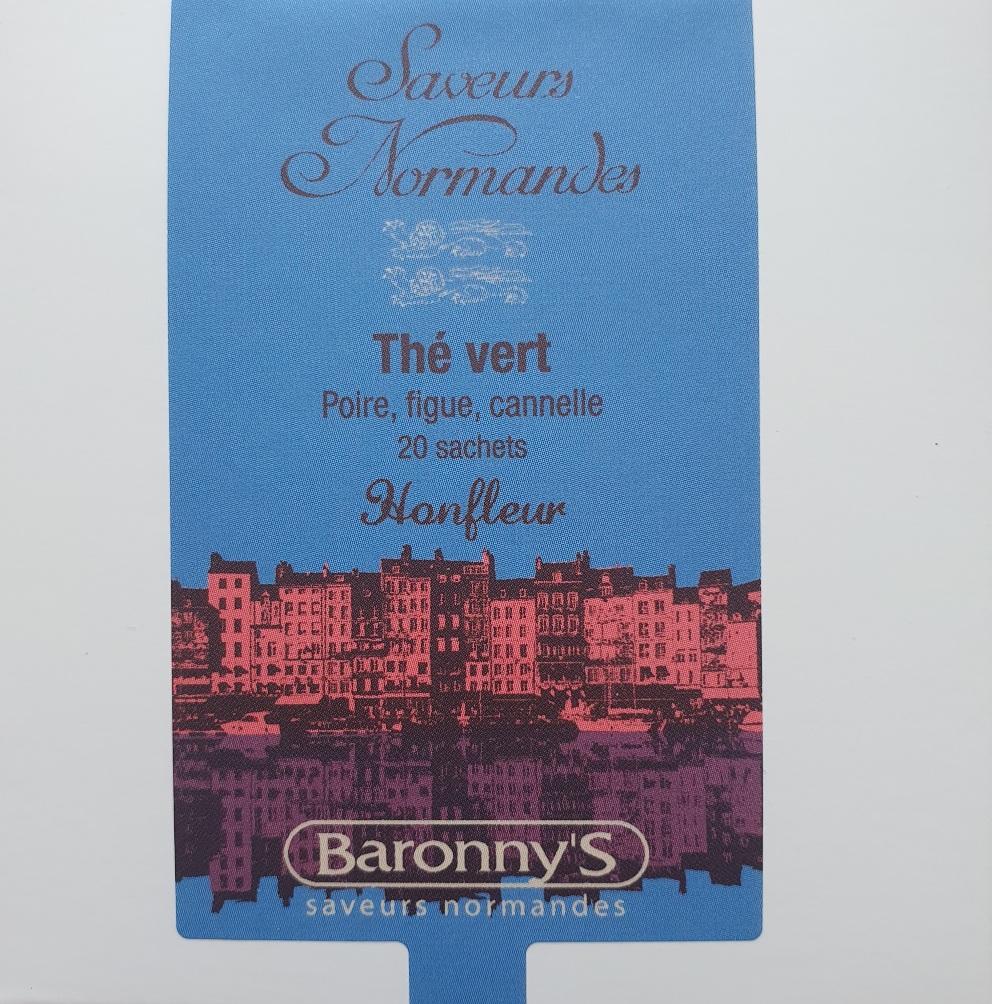 Saveurs
Normandes
Thé vert
Poire, figue, cannelle
20 sachets
Honfleur
Baronny'S
saveurs normandes